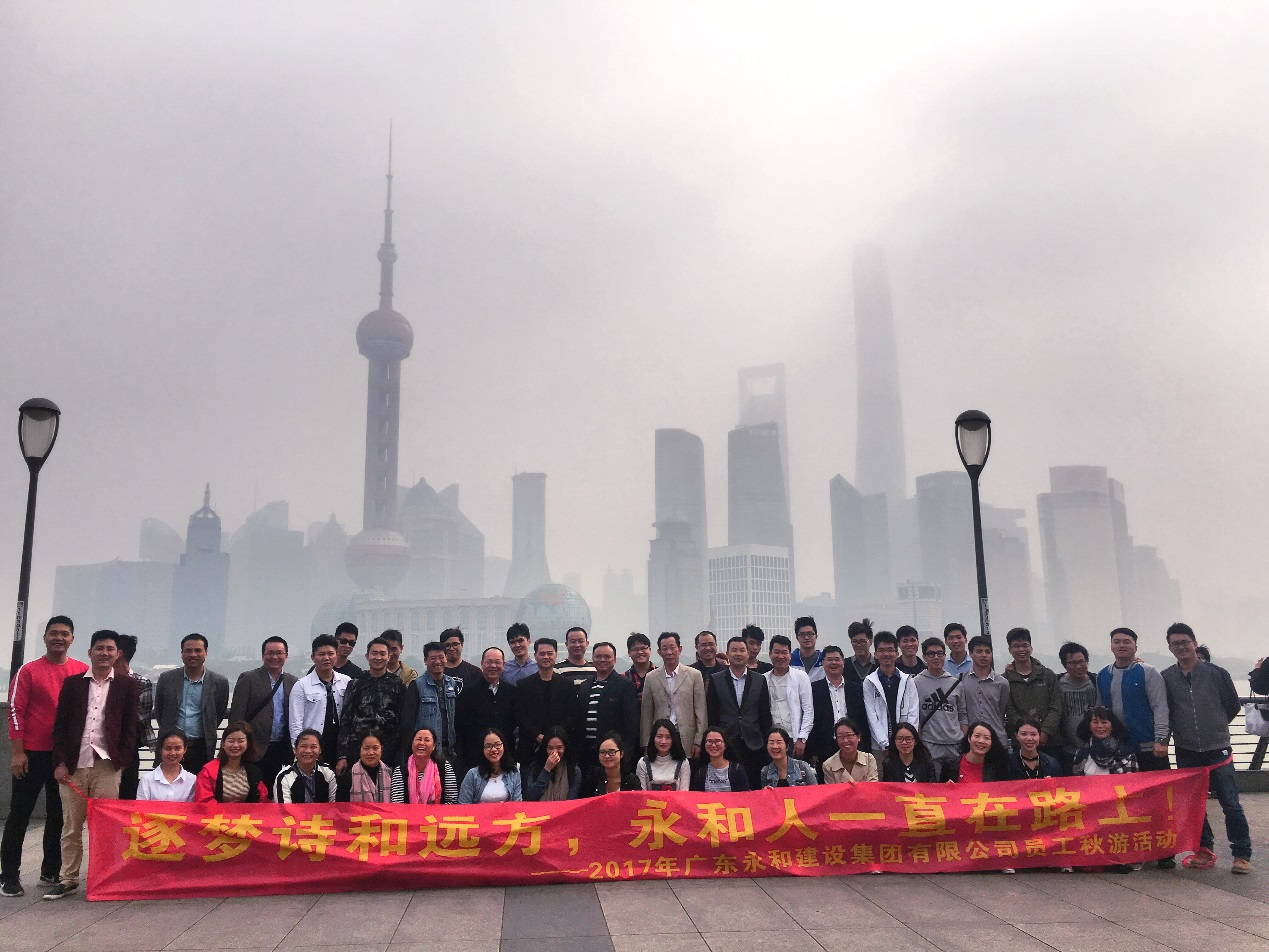 逐梦诗和远方，永和人一直在路上！
——2017年广东永和建设集团有限公司员工秋游活动
adidas